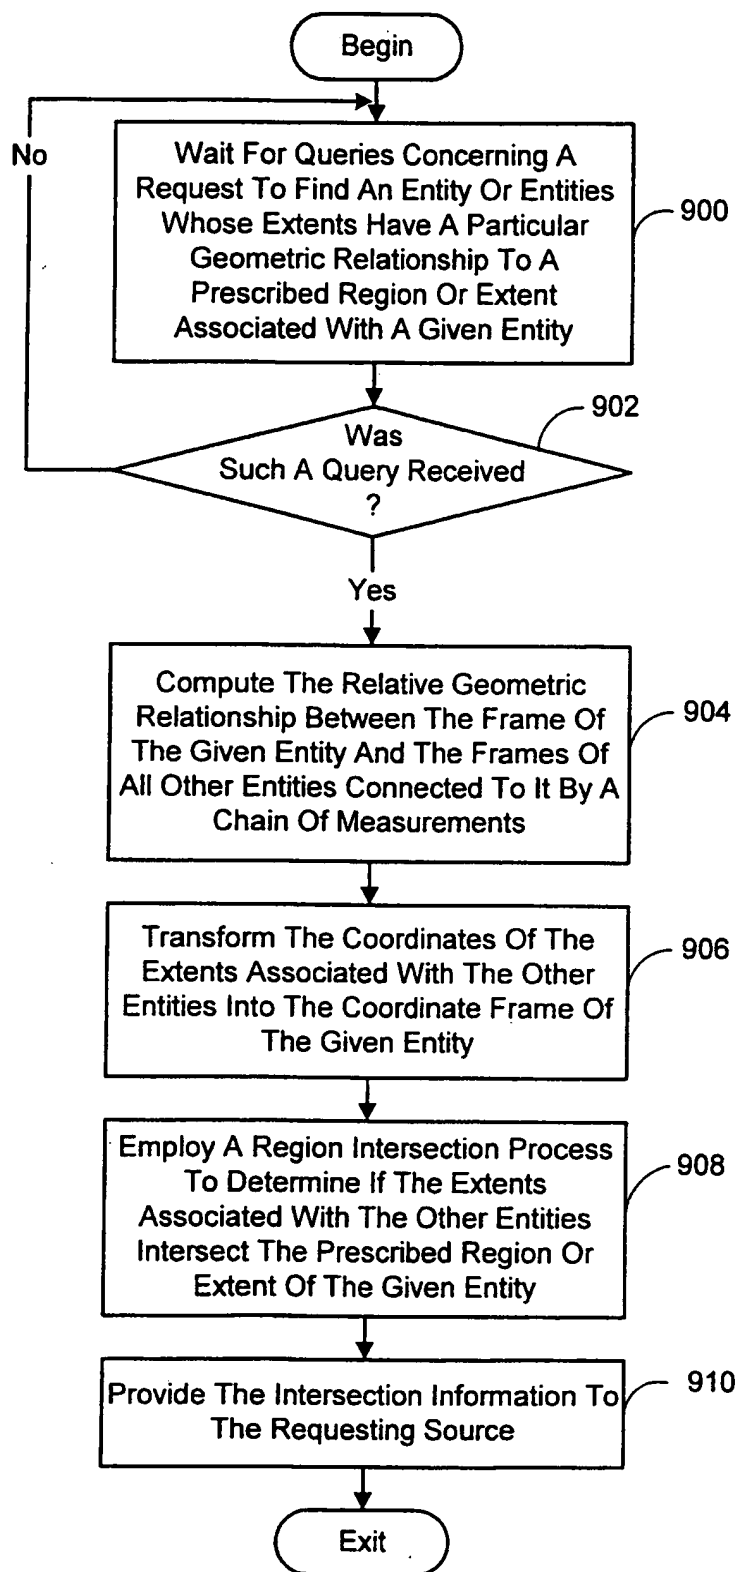 Begin
No
Wait For Queries Concerning A
Request To Find An Entity Or Entities
Whose Extents Have A Particular
Geometric Relationship To A
Prescribed Region Or Extent
Associated With A Given Entity
900
902
Was
Such A Query Received
?
Yes
Compute The Relative Geometric
Relationship Between The Frame Of
The Given Entity And The Frames Of
All Other Entities Connected To It By A
Chain Of Measurements
904
Transform The Coordinates Of The
Extents Associated With The Other
Entities Into The Coordinate Frame Of
The Given Entity
906
Employ A Region Intersection Process
To Determine If The Extents
Associated With The Other Entities
Intersect The Prescribed Region Or
Extent Of The Given Entity
908
Provide The Intersection Information To
The Requesting Source
910
Exit